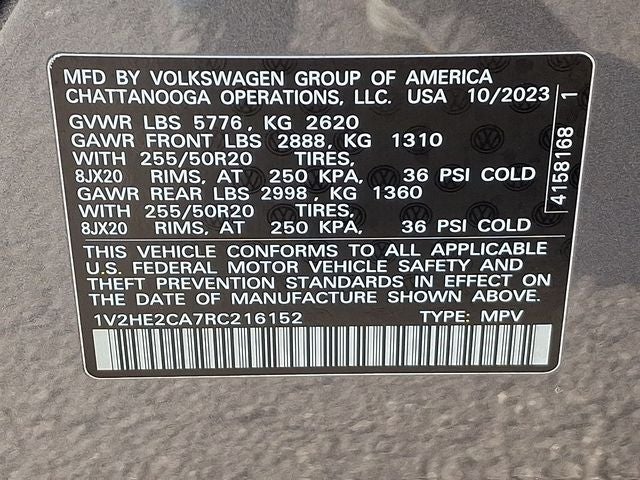 MFD BY VOLKSWAGEN GROUP OF AMERICA
CHATTANOOGA OPERATIONS, LLC. USA 10/2023
GVWR LBS 5776, KG 2620
GAWR FRONT LBS 2888, KG 1310
WITH 255/50R20 TIRES,
8JX20 RIMS, AT 250 KPA, 36 PSI COLD
GAWR REAR LBS 2998, KG 1360
WITH 255/50R20 TIRES,
8JX20 RIMS, AT 250 KPA, 36 PSI COLD
THIS VEHICLE CONFORMS TO ALL APPLICABLE
U.S. FEDERAL MOTOR VEHICLE SAFETY AND
THEFT PREVENTION STANDARDS IN EFFECT ON
THE DATE OF MANUFACTURE SHOWN ABOVE.
1V2HE2CA7RC216152 TYPE: MPV
4158168 1